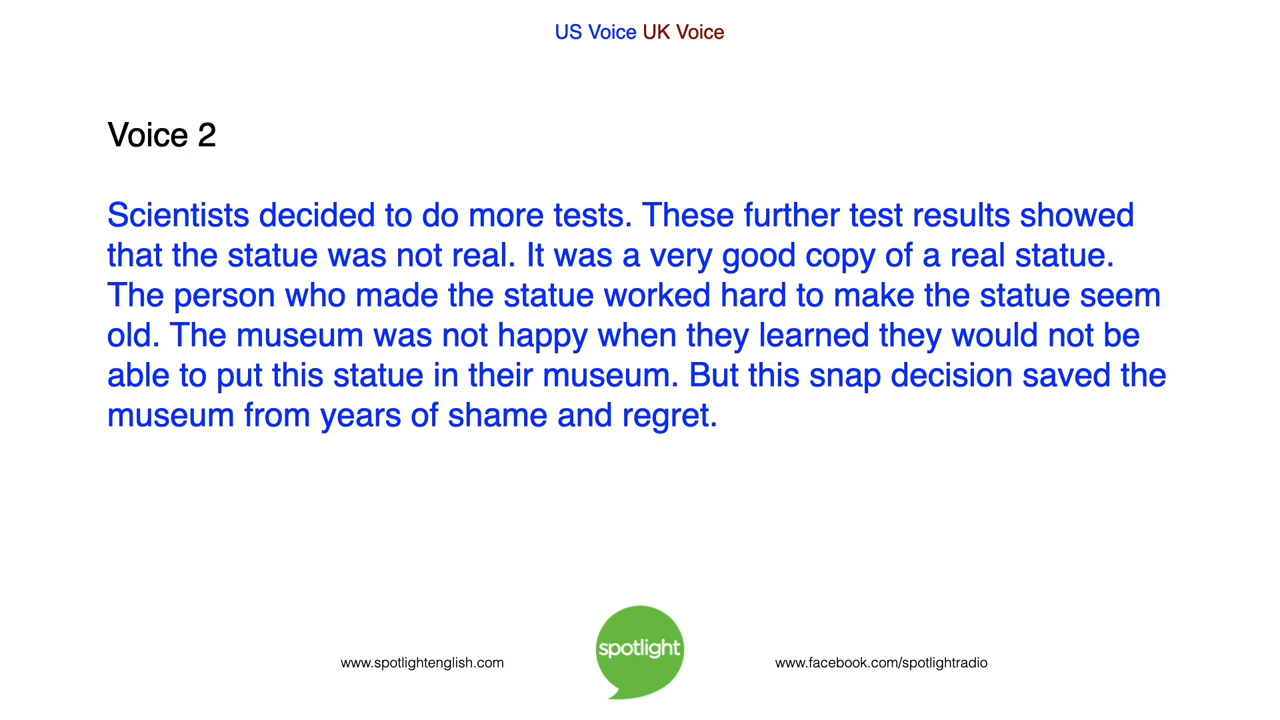 US Voice UK Voice
Voice 2
Scientists decided to do more tests. These further test results showed
that the statue was not real. It was a very good copy of a real statue.
The person who made the statue worked hard to make the statue seem
old. The museum was not happy when they learned they would not be
able to put this statue in their museum. But this snap decision saved the
museum from years of shame and regret.
www.spotlightenglish.com
spotlight
www.facebook.com/spotlightradio